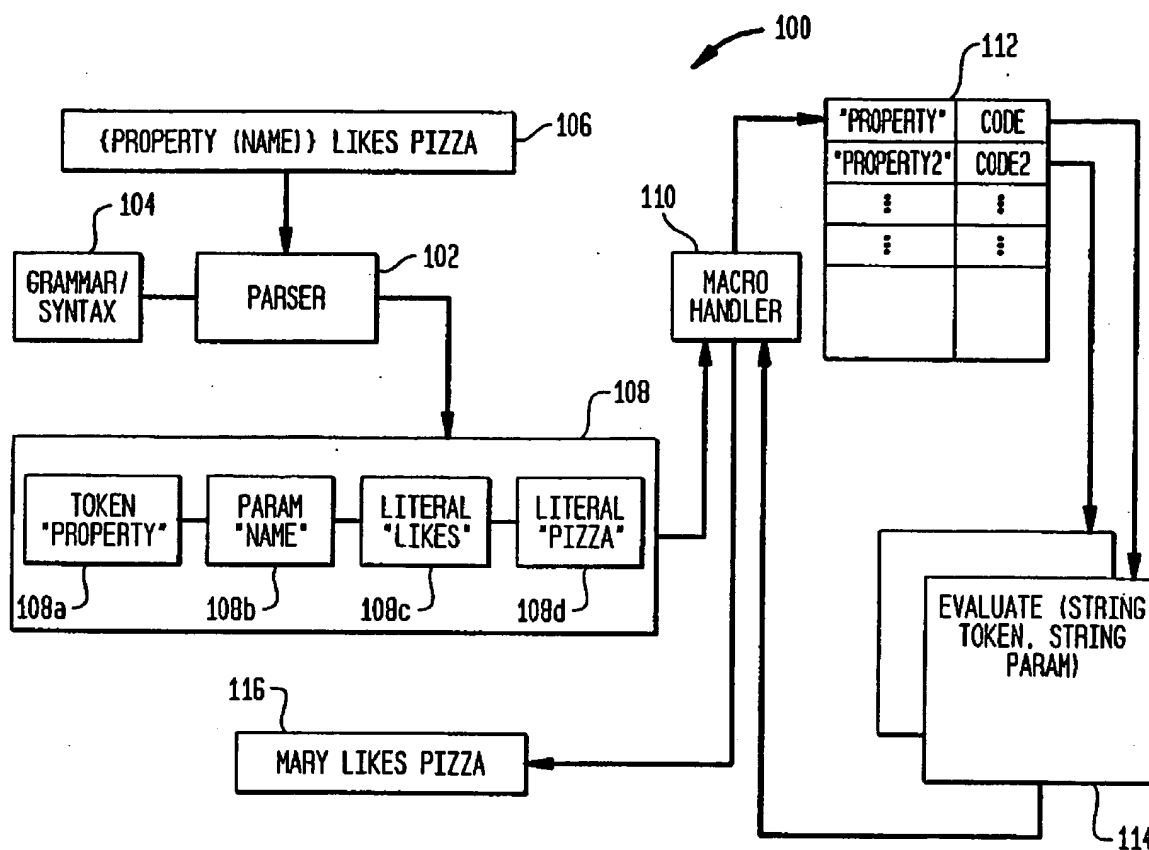 100
112
{PROPERTY (NAME)} LIKES PIZZA
106
"PROPERTY" CODE
"PROPERTY2" CODE2
104
GRAMMAR/
SYNTAX
102
PARSER
110
MACRO
HANDLER
108
TOKEN
"PROPERTY"
PARAM
"NAME"
LITERAL
"LIKES"
LITERAL
"PIZZA"
108a
108b
108c
108d
EVALUATE (STRING
TOKEN, STRING
PARAM)
116
MARY LIKES PIZZA
114